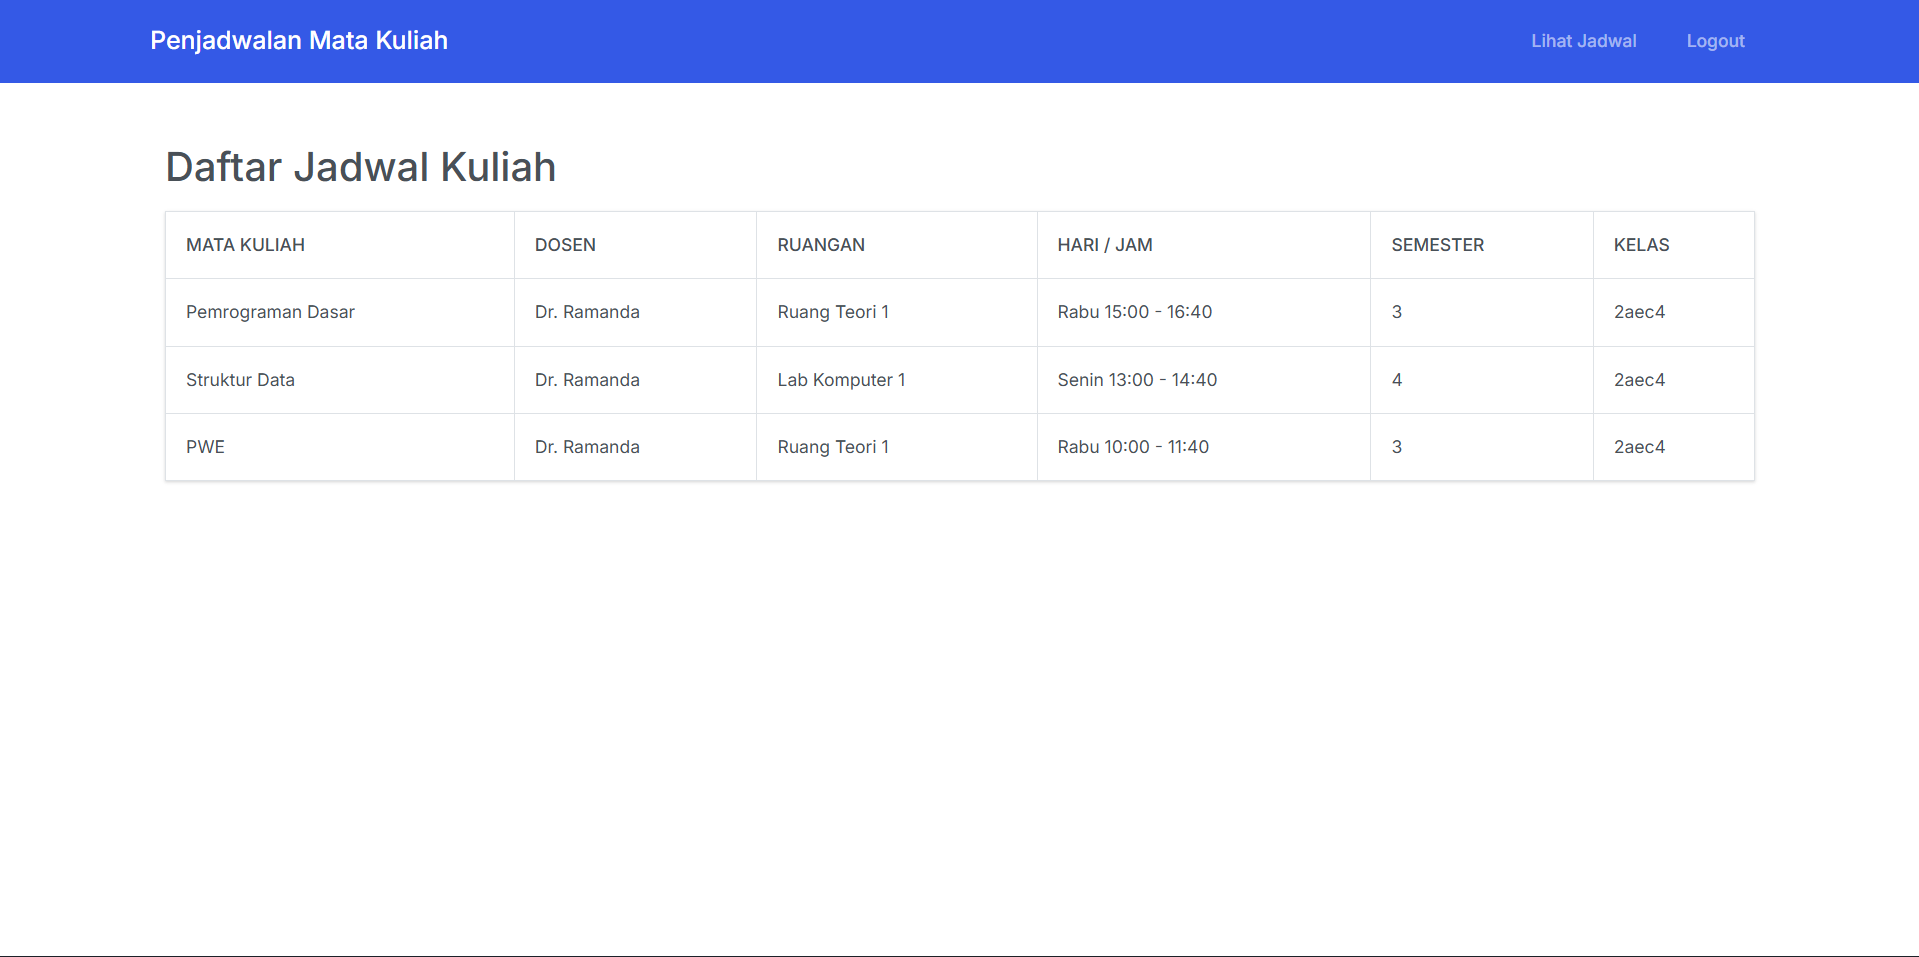 Penjadwalan Mata Kuliah Lihat Jadwal Logout
Daftar Jadwal Kuliah
MATA KULIAH DOSEN RUANGAN HARI / JAM SEMESTER KELAS
Pemrograman Dasar Dr. Ramanda Ruang Teori 1 Rabu 15:00 - 16:40 3 2aec4
Struktur Data Dr. Ramanda Lab Komputer 1 Senin 13:00 - 14:40 4 2aec4
PWE Dr. Ramanda Ruang Teori 1 Rabu 10:00 - 11:40 3 2aec4